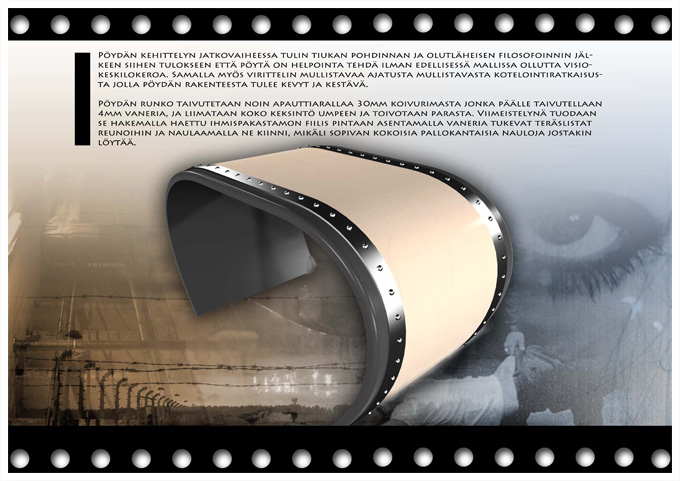 Pöydän kehittelyn jatkovaiheessa tulin tiukan pohdinnan ja olutläheisen filosofoinnin jäl-
keen siihen tulokseen että pöytä on helpointa tehdä ilman edellisessä mallissa ollutta visio-
keskilokeroa. Samalla myös virittelin mullistavaa ajatusta mullistavasta kotelointiratkaisus-
ta jolla pöydän rakenteesta tulee kevyt ja kestävä.
Pöydän runko taivutetaan noin apauttiarallaa 30mm koivurimasta jonka päälle taivutellaan
4mm vaneria, ja liimataan koko keksintö umpeen ja toivotaan parasta. Viimeistelynä tuodaan
se hakemalla haettu ihmispakastamon fiilis pintaan asentamalla vaneria tukevat teräslistat
reunoihin ja naulaamalla ne kiinni, mikäli sopivan kokoisia pallokantaisia nauloja jostakin
löytää.